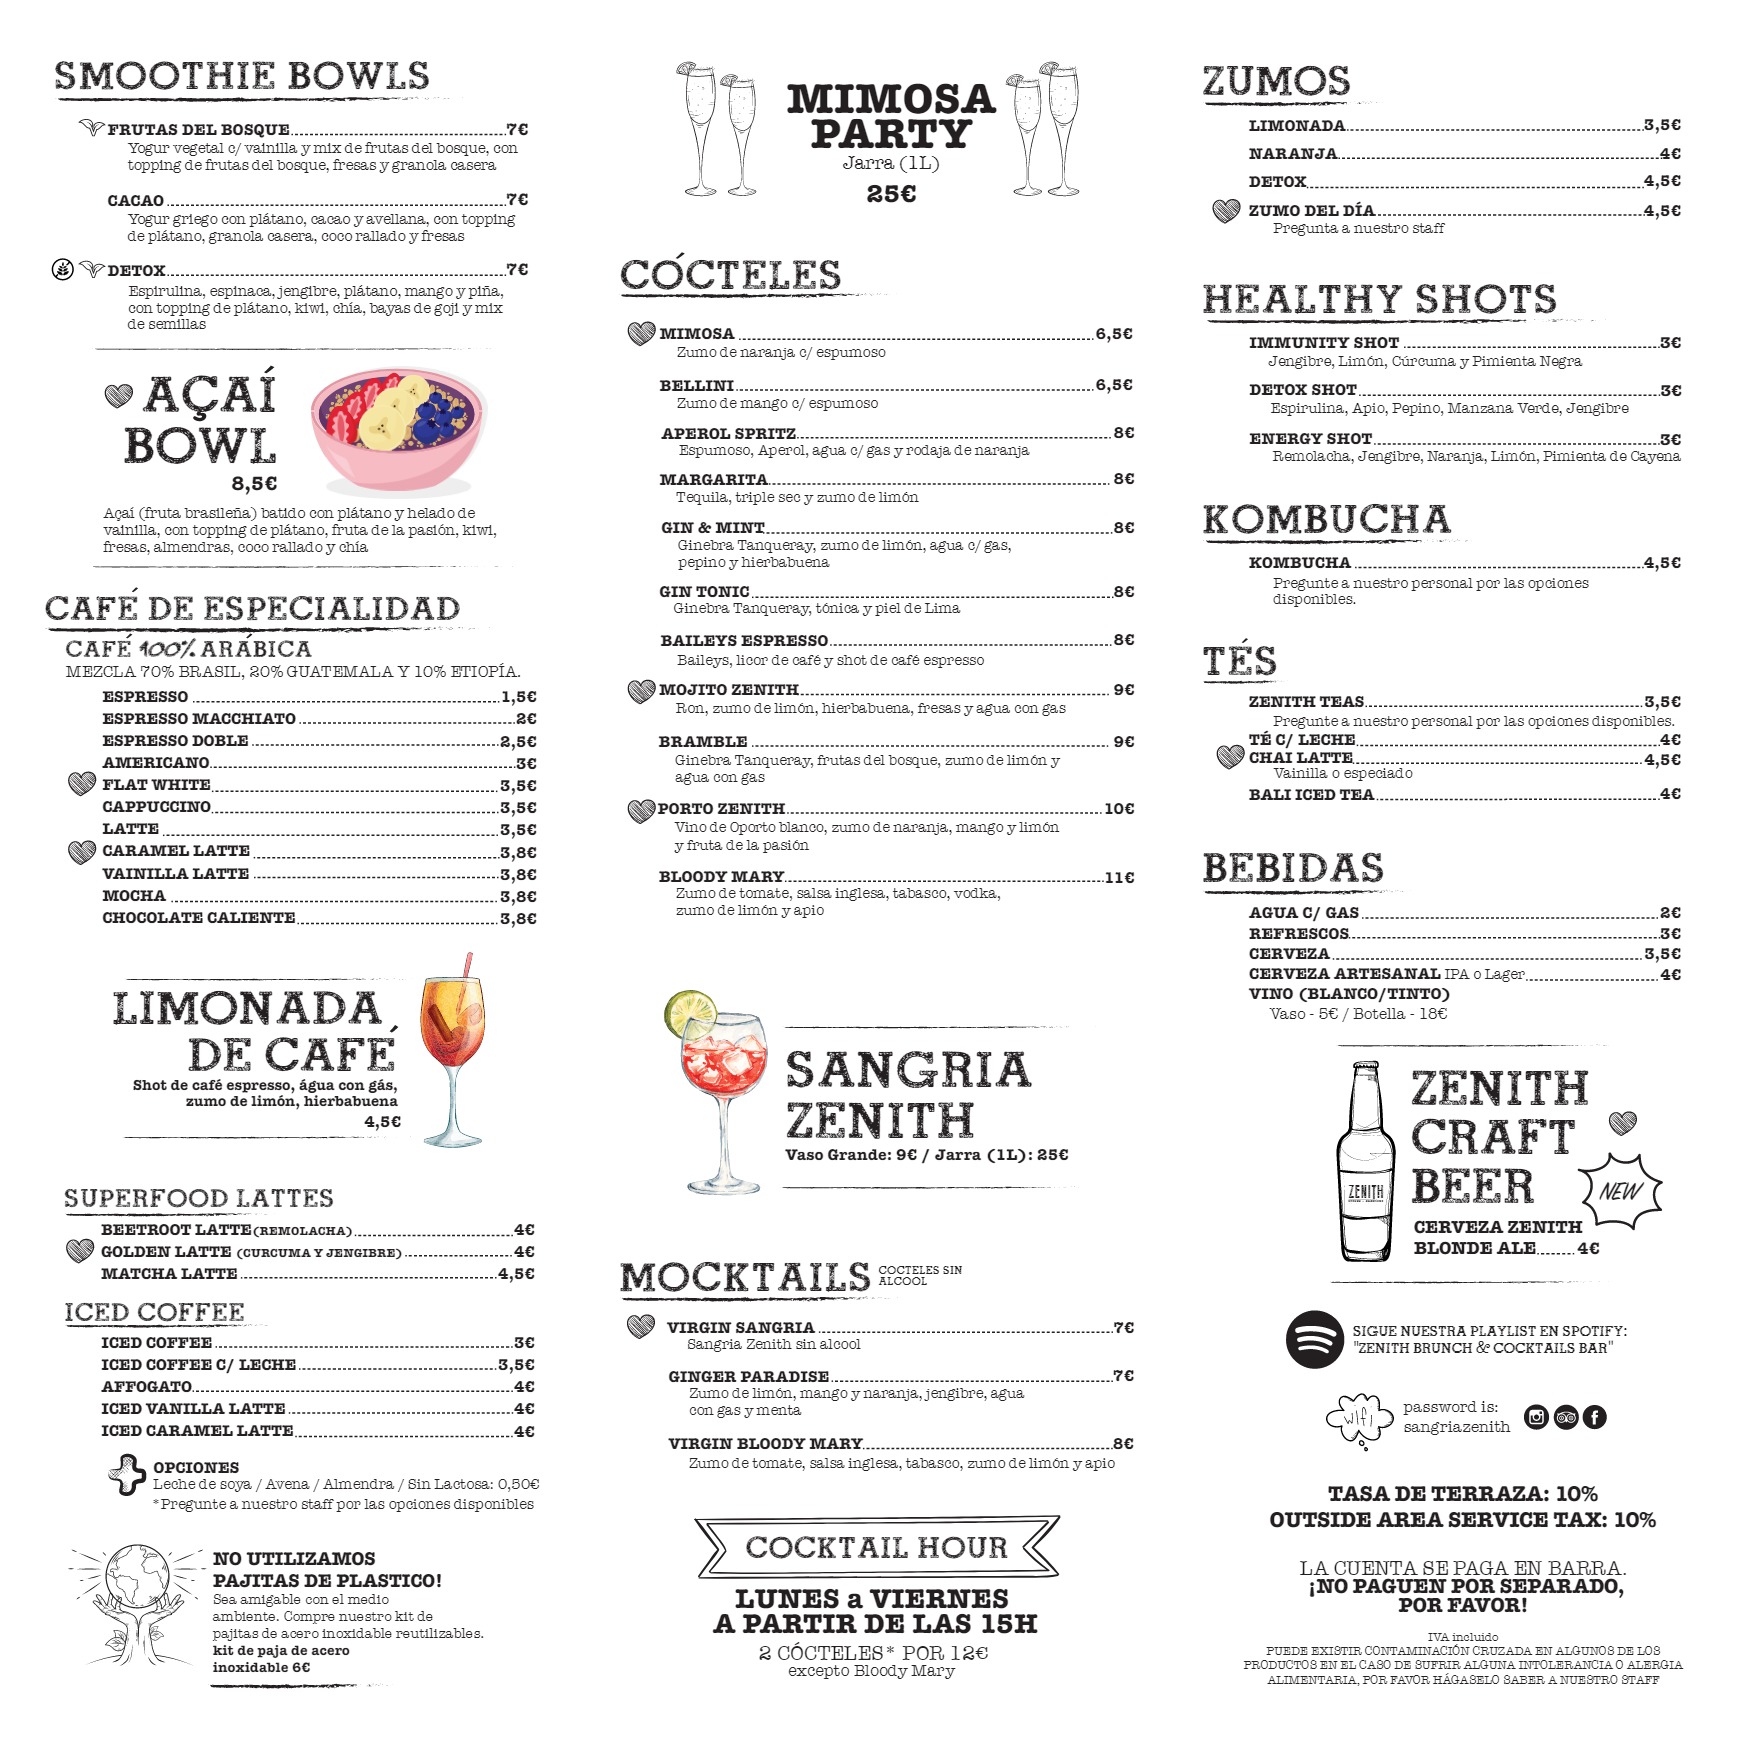 SMOOTHIE BOWLS
FRUTAS DEL BOSQUE 7€
Yogur vegetal c/ vainilla y mix de frutas del bosque, con
topping de frutas del bosque, fresas y granola casera
CACAO 7€
Yogur griego con plátano, cacao y avellana, con topping
de plátano, granola casera, coco rallado y fresas
DETOX 7€
Espirulina, espinaca, jengibre, plátano, mango y piña,
con topping de plátano, kiwi, chía, bayas de goji y mix
de semillas
AÇAÍ
BOWL
8,5€
Açaí (fruta brasileña) batido con plátano y helado de
vainilla, con topping de plátano, fruta de la pasión, kiwi,
fresas, almendras, coco rallado y chía
CAFÉ DE ESPECIALIDAD
CAFÉ 100% ARÁBICA
MEZCLA 70% BRASIL, 20% GUATEMALA Y 10% ETIOPÍA.
ESPRESSO 1,5€
ESPRESSO MACCHIATO 2€
ESPRESSO DOBLE 2,5€
AMERICANO 3€
FLAT WHITE 3,5€
CAPPUCCINO 3,5€
LATTE 3,5€
CARAMEL LATTE 3,8€
VAINILLA LATTE 3,8€
MOCHA 3,8€
CHOCOLATE CALIENTE 3,8€
LIMONADA
DE CAFÉ
Shot de café espresso, água con gás,
zumo de limón, hierbabuena
4,5€
SUPERFOOD LATTES
BEETROOT LATTE (REMOLACHA) 4€
GOLDEN LATTE (CURCUMA Y JENGIBRE) 4€
MATCHA LATTE 4,5€
ICED COFFEE
ICED COFFEE 3€
ICED COFFEE C/ LECHE 3,5€
AFFOGATO 4€
ICED VANILLA LATTE 4€
ICED CARAMEL LATTE 4€
OPCIONES
Leche de soya / Avena / Almendra / Sin Lactosa: 0,50€
*Pregunte a nuestro staff por las opciones disponibles
NO UTILIZAMOS
PAJITAS DE PLASTICO!
Sea amigable con el medio
ambiente. Compre nuestro kit de
pajitas de acero inoxidable reutilizables.
kit de paja de acero
inoxidable 6€
MIMOSA
PARTY
Jarra (1L)
25€
CÓCTELES
MIMOSA 6,5€
Zumo de naranja c/ espumoso
BELLINI 6,5€
Zumo de mango c/ espumoso
APEROL SPRITZ 8€
Espumoso, Aperol, agua c/ gas y rodaja de naranja
MARGARITA 8€
Tequila, triple sec y zumo de limón
GIN & MINT 8€
Ginebra Tanqueray, zumo de limón, agua c/ gas,
pepino y hierbabuena
GIN TONIC 8€
Ginebra Tanqueray, tónica y piel de Lima
BAILEYS ESPRESSO 8€
Baileys, licor de café y shot de café espresso
MOJITO ZENITH 9€
Ron, zumo de limón, hierbabuena, fresas y agua con gas
BRAMBLE 9€
Ginebra Tanqueray, frutas del bosque, zumo de limón y
agua con gas
PORTO ZENITH 10€
Vino de Oporto blanco, zumo de naranja, mango y limón
y fruta de la pasión
BLOODY MARY 11€
Zumo de tomate, salsa inglesa, tabasco, vodka,
zumo de limón y apio
SANGRIA
ZENITH
Vaso Grande: 9€ / Jarra (1L): 25€
MOCKTAILS COCTELES SIN
ALCOOL
VIRGIN SANGRIA 7€
Sangria Zenith sin alcool
GINGER PARADISE 7€
Zumo de limón, mango y naranja, jengibre, agua
con gas y menta
VIRGIN BLOODY MARY 8€
Zumo de tomate, salsa inglesa, tabasco, zumo de limón y apio
COCKTAIL HOUR
LUNES a VIERNES
A PARTIR DE LAS 15H
2 CÓCTELES* POR 12€
excepto Bloody Mary
ZUMOS
LIMONADA 3,5€
NARANJA 4€
DETOX 4,5€
ZUMO DEL DÍA 4,5€
Pregunta a nuestro staff
HEALTHY SHOTS
IMMUNITY SHOT 3€
Jengibre, Limón, Cúrcuma y Pimienta Negra
DETOX SHOT 3€
Espirulina, Apio, Pepino, Manzana Verde, Jengibre
ENERGY SHOT 3€
Remolacha, Jengibre, Naranja, Limón, Pimienta de Cayena
KOMBUCHA
KOMBUCHA 4,5€
Pregunte a nuestro personal por las opciones
disponibles.
TÉS
ZENITH TEAS 3,5€
Pregunte a nuestro personal por las opciones disponibles.
TÉ C/ LECHE 4€
CHAI LATTE 4,5€
Vainilla o especiado
BALI ICED TEA 4€
BEBIDAS
AGUA C/ GAS 2€
REFRESCOS 3€
CERVEZA 3,5€
CERVEZA ARTESANAL IPA o Lager 4€
VINO (BLANCO/TINTO)
Vaso - 5€ / Botella - 18€
ZENITH
ZENITH
CRAFT
BEER
NEW
CERVEZA ZENITH
BLONDE ALE 4€
SIGUE NUESTRA PLAYLIST EN SPOTIFY:
"ZENITH BRUNCH & COCKTAILS BAR"
wifi
password is:
sangriazenith
TASA DE TERRAZA: 10%
OUTSIDE AREA SERVICE TAX: 10%
LA CUENTA SE PAGA EN BARRA.
¡NO PAGUEN POR SEPARADO,
POR FAVOR!
IVA incluido
PUEDE EXISTIR CONTAMINACIÓN CRUZADA EN ALGUNOS DE LOS
PRODUCTOS EN EL CASO DE SUFRIR ALGUNA INTOLERANCIA O ALERGIA
ALIMENTARIA, POR FAVOR HÁGASELO SABER A NUESTRO STAFF